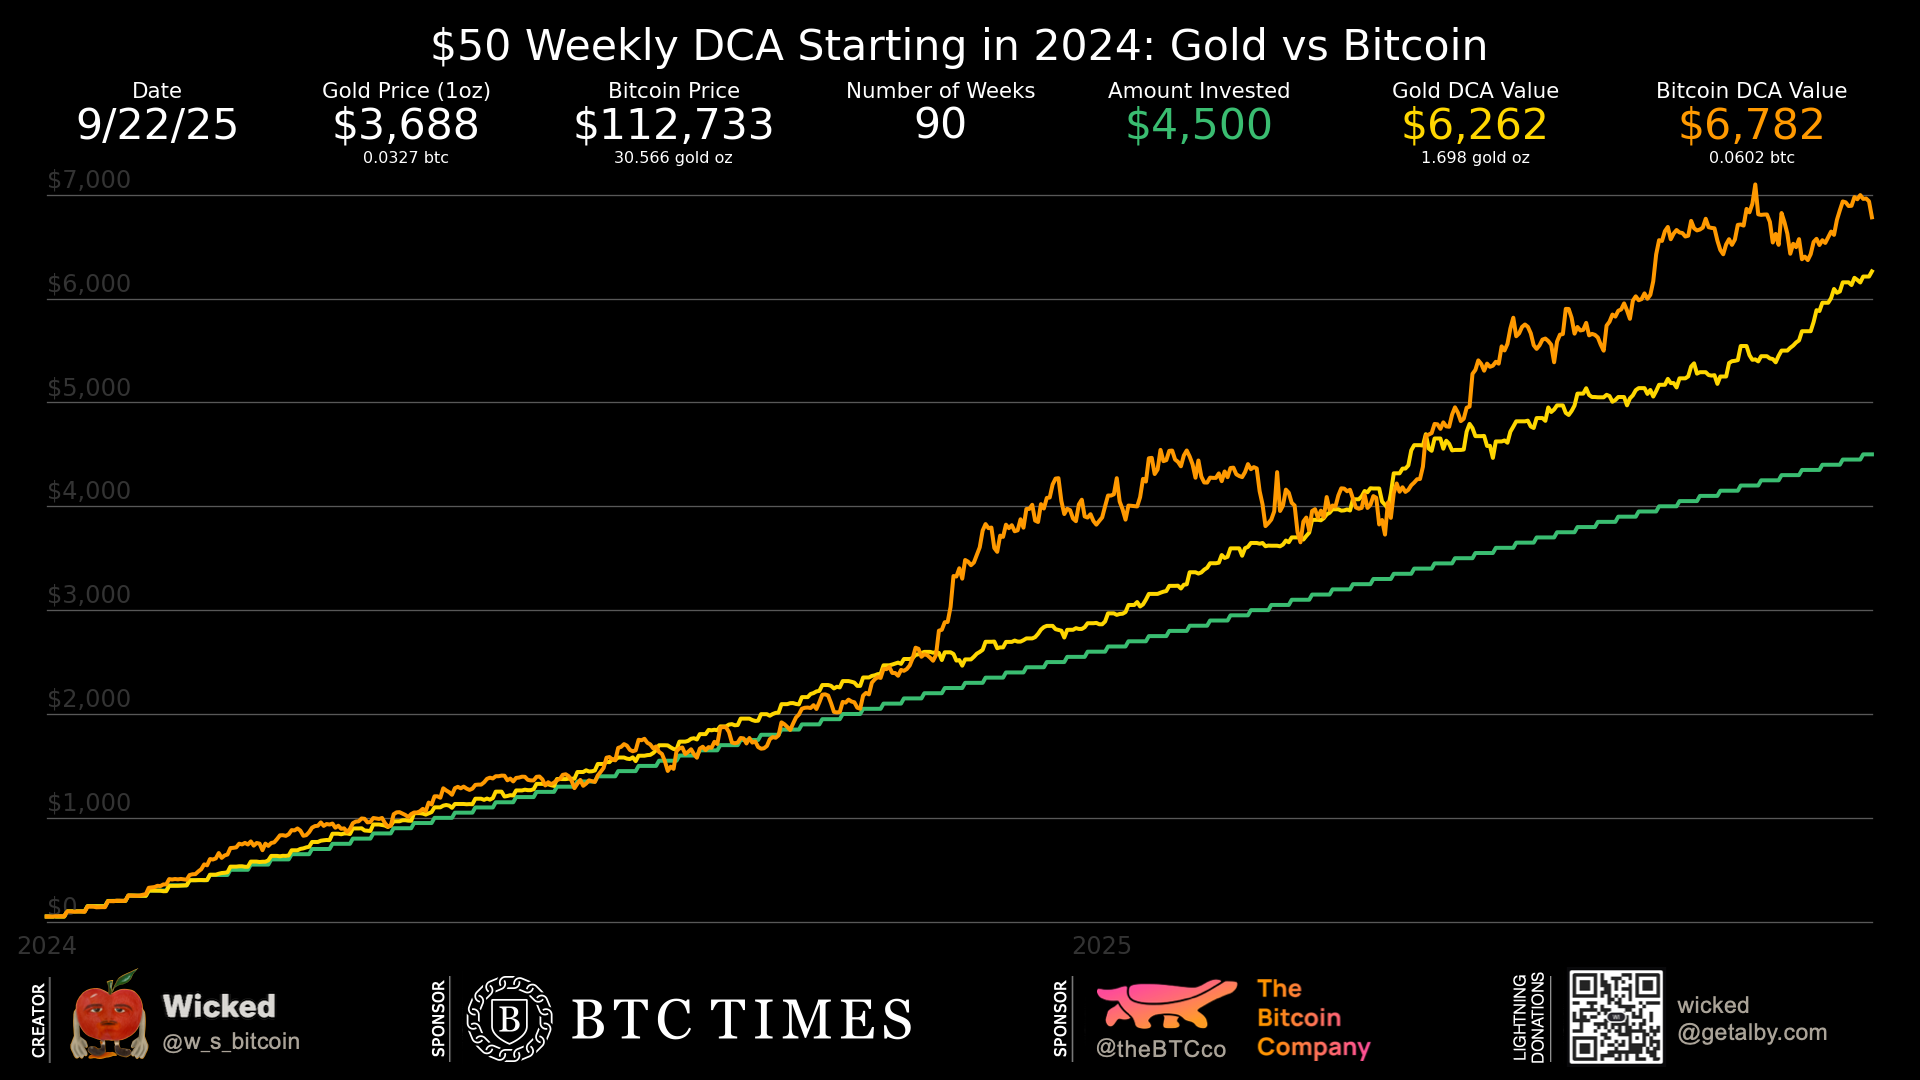 $50 Weekly DCA Starting in 2024: Gold vs Bitcoin
Date
9/22/25
Gold Price (1oz)
$3,688
0.0327 btc
Bitcoin Price
$112,733
30.566 gold oz
Number of Weeks
90
Amount Invested
$4,500
Gold DCA Value
$6,262
1.698 gold oz
Bitcoin DCA Value
$6,782
0.0602 btc
$7,000
$6,000
$5,000
$4,000
$3,000
$2,000
$1,000
$0
2024
2025
CREATOR
Wicked
@w_s_bitcoin
SPONSOR
B
BTC TIMES
SPONSOR
@theBTCco
The
Bitcoin
Company
LIGHTNING
DONATIONS
wicked
@getalby.com